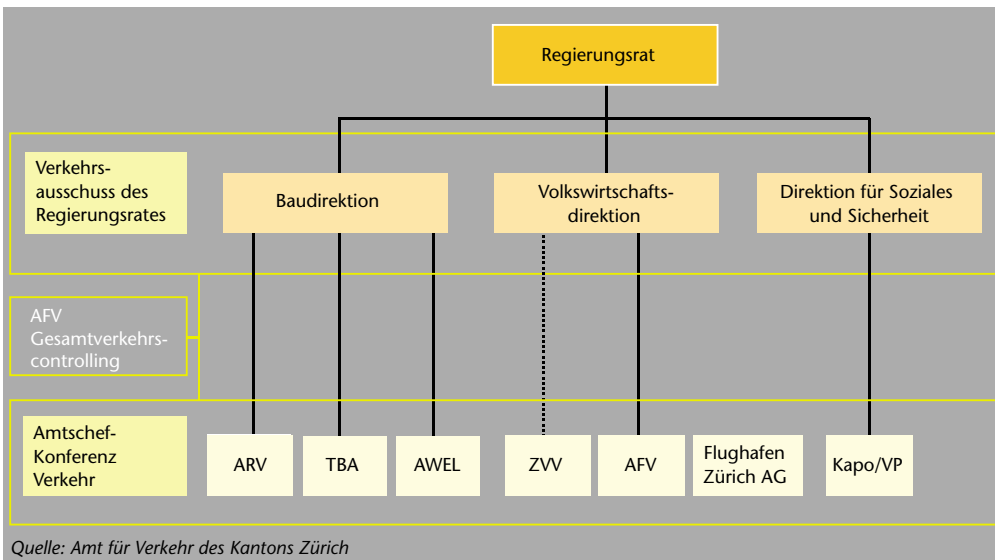 Regierungsrat
Verkehrs-
ausschuss des
Regierungsrates
Baudirektion
Volkswirtschafts-
direktion
Direktion für Soziales
und Sicherheit
AFV
Gesamtverkehrs-
controlling
Amtschef-
Konferenz
Verkehr
ARV
TBA
AWEL
ZVV
AFV
Flughafen
Zürich AG
Kapo/VP
Quelle: Amt für Verkehr des Kantons Zürich